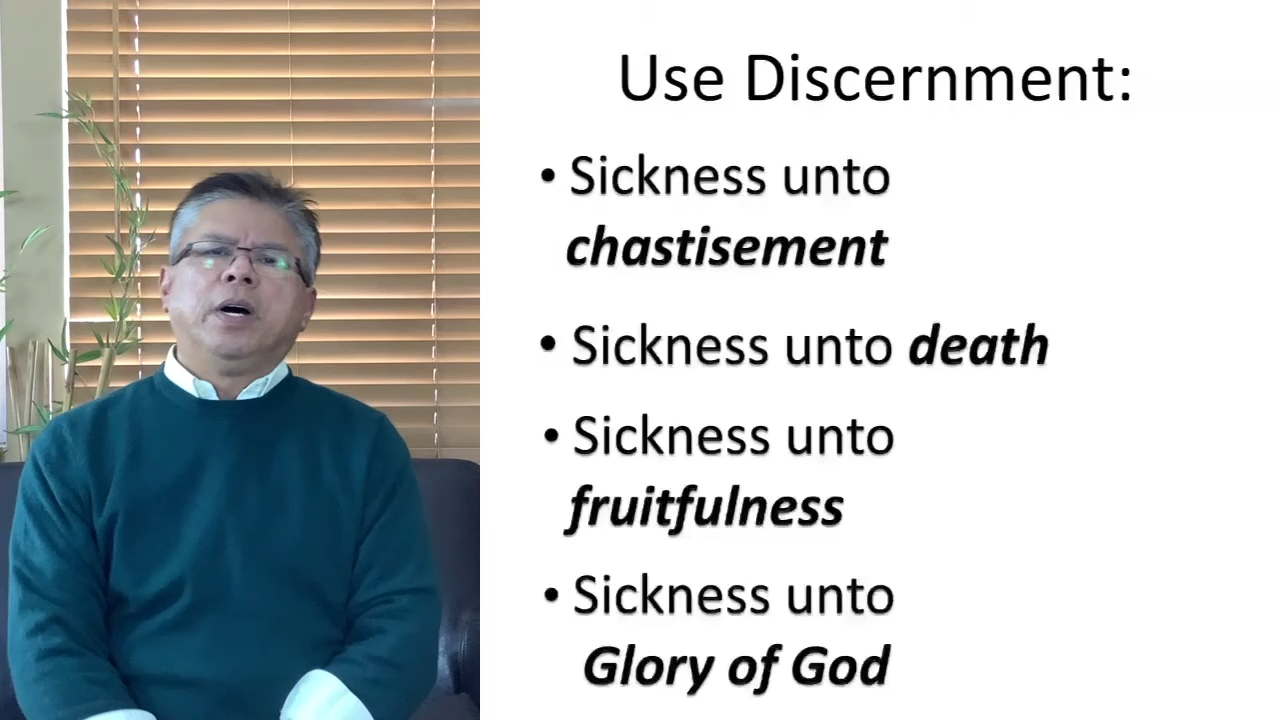 Use Discernment:
• Sickness unto
chastisement
• Sickness unto death
• Sickness unto
fruitfulness
• Sickness unto
Glory of God